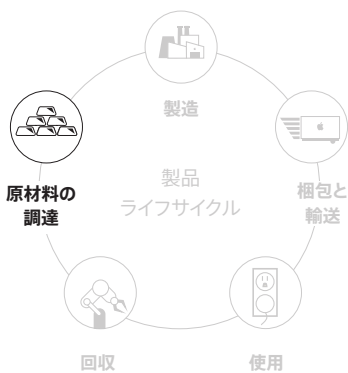 製造
原材料の
調達
製品
ライフサイクル
梱包と
輸送
回収
使用